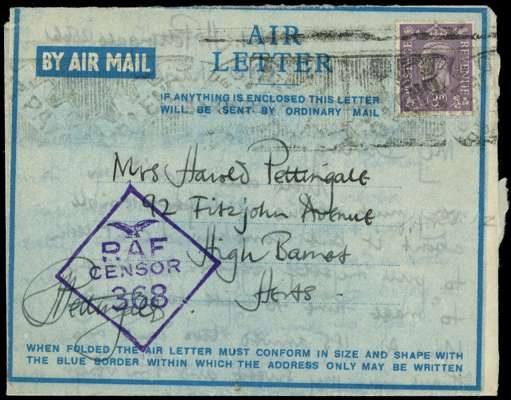 AIR
LETTER
BY AIR MAIL
POSTAGE REVENUE
IF ANYTHING IS ENCLOSED THIS LETTER
WILL BE SENT BY ORDINARY MAIL
Mrs Harold Pettingale
92 Fitzjohn Avenue
High Barnet
Herts.
RAF
CENSOR
368
WHEN FOLDED THE AIR LETTER MUST CONFORM IN SIZE AND SHAPE WITH
THE BLUE BORDER WITHIN WHICH THE ADDRESS ONLY MAY BE WRITTEN